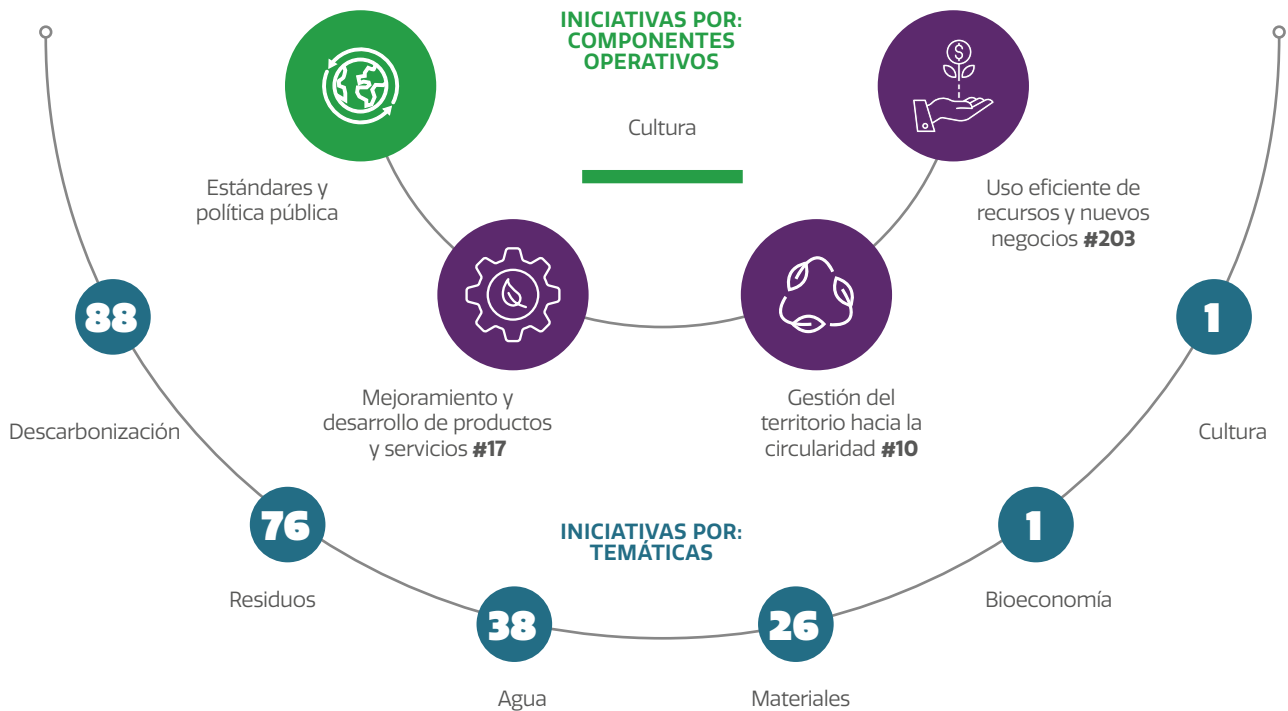 INICIATIVAS POR:
COMPONENTES
OPERATIVOS
Cultura
Estándares y
política pública
$
Uso eficiente de
recursos y nuevos
negocios #203
Mejoramiento y
desarrollo de productos
y servicios #17
Gestión del
territorio hacia la
circularidad #10
INICIATIVAS POR:
TEMÁTICAS
88
Descarbonización
76
Residuos
38
Agua
26
Materiales
1
Bioeconomía
1
Cultura